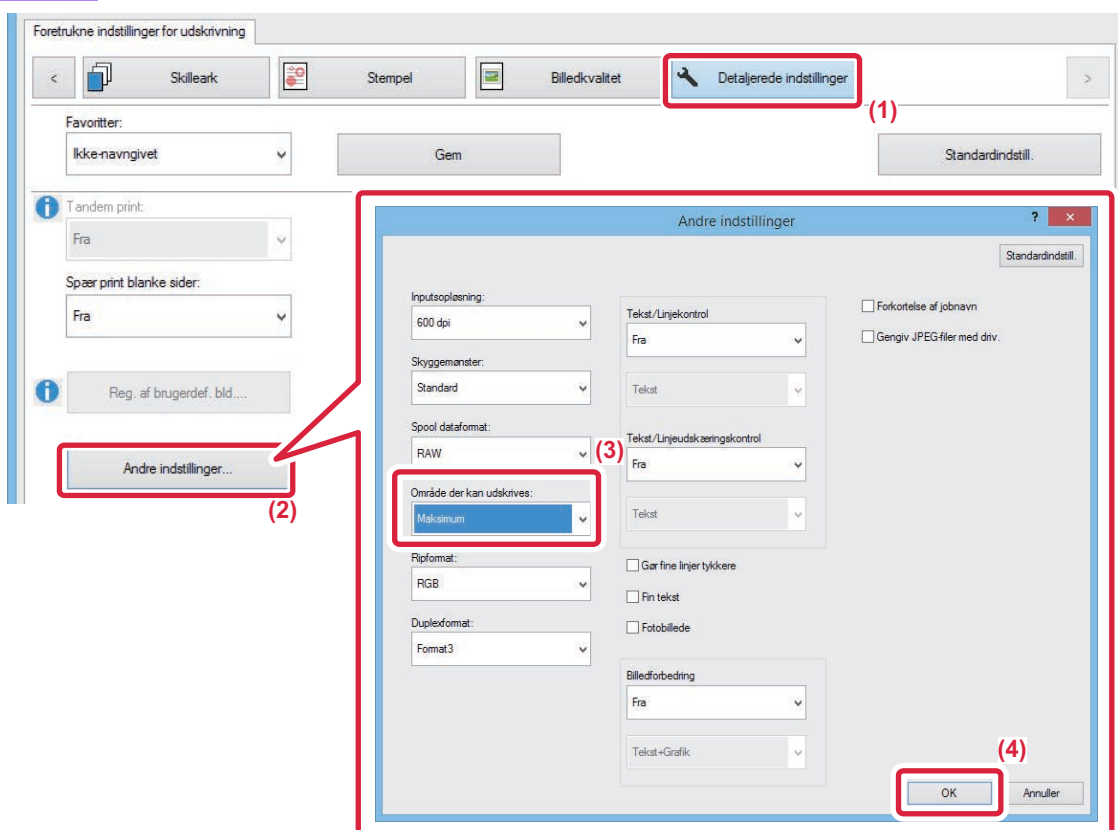 Foretrukne indstillinger for udskrivning
< Skilleark Stempel Billedkvalitet Detaljerede indstillinger >
(1)
Favoritter:
Ikke-navngivet Gem Standardindstill.
Tandem print:
Fra
Spær print blanke sider:
Fra
Reg. af brugerdef. bld....
Andre indstillinger...
(2)
Andre indstillinger ? ×
Standardindstill.
Inputsopløsning:
600 dpi
Skyggemønster:
Standard
Spool dataformat:
RAW
(3)
Område der kan udskrives:
Maksimum
Ripformat:
RGB
Duplexformat:
Format3
Tekst/Linjekontrol
Fra
Tekst
Tekst/Linjeudskæringskontrol
Fra
Tekst
Gør fine linjer tykkere
Fin tekst
Fotobillede
Billedforbedring
Fra
Tekst+Grafik
Forkortelse af jobnavn
Gengiv JPEG-filer med driv.
(4)
OK Annuller